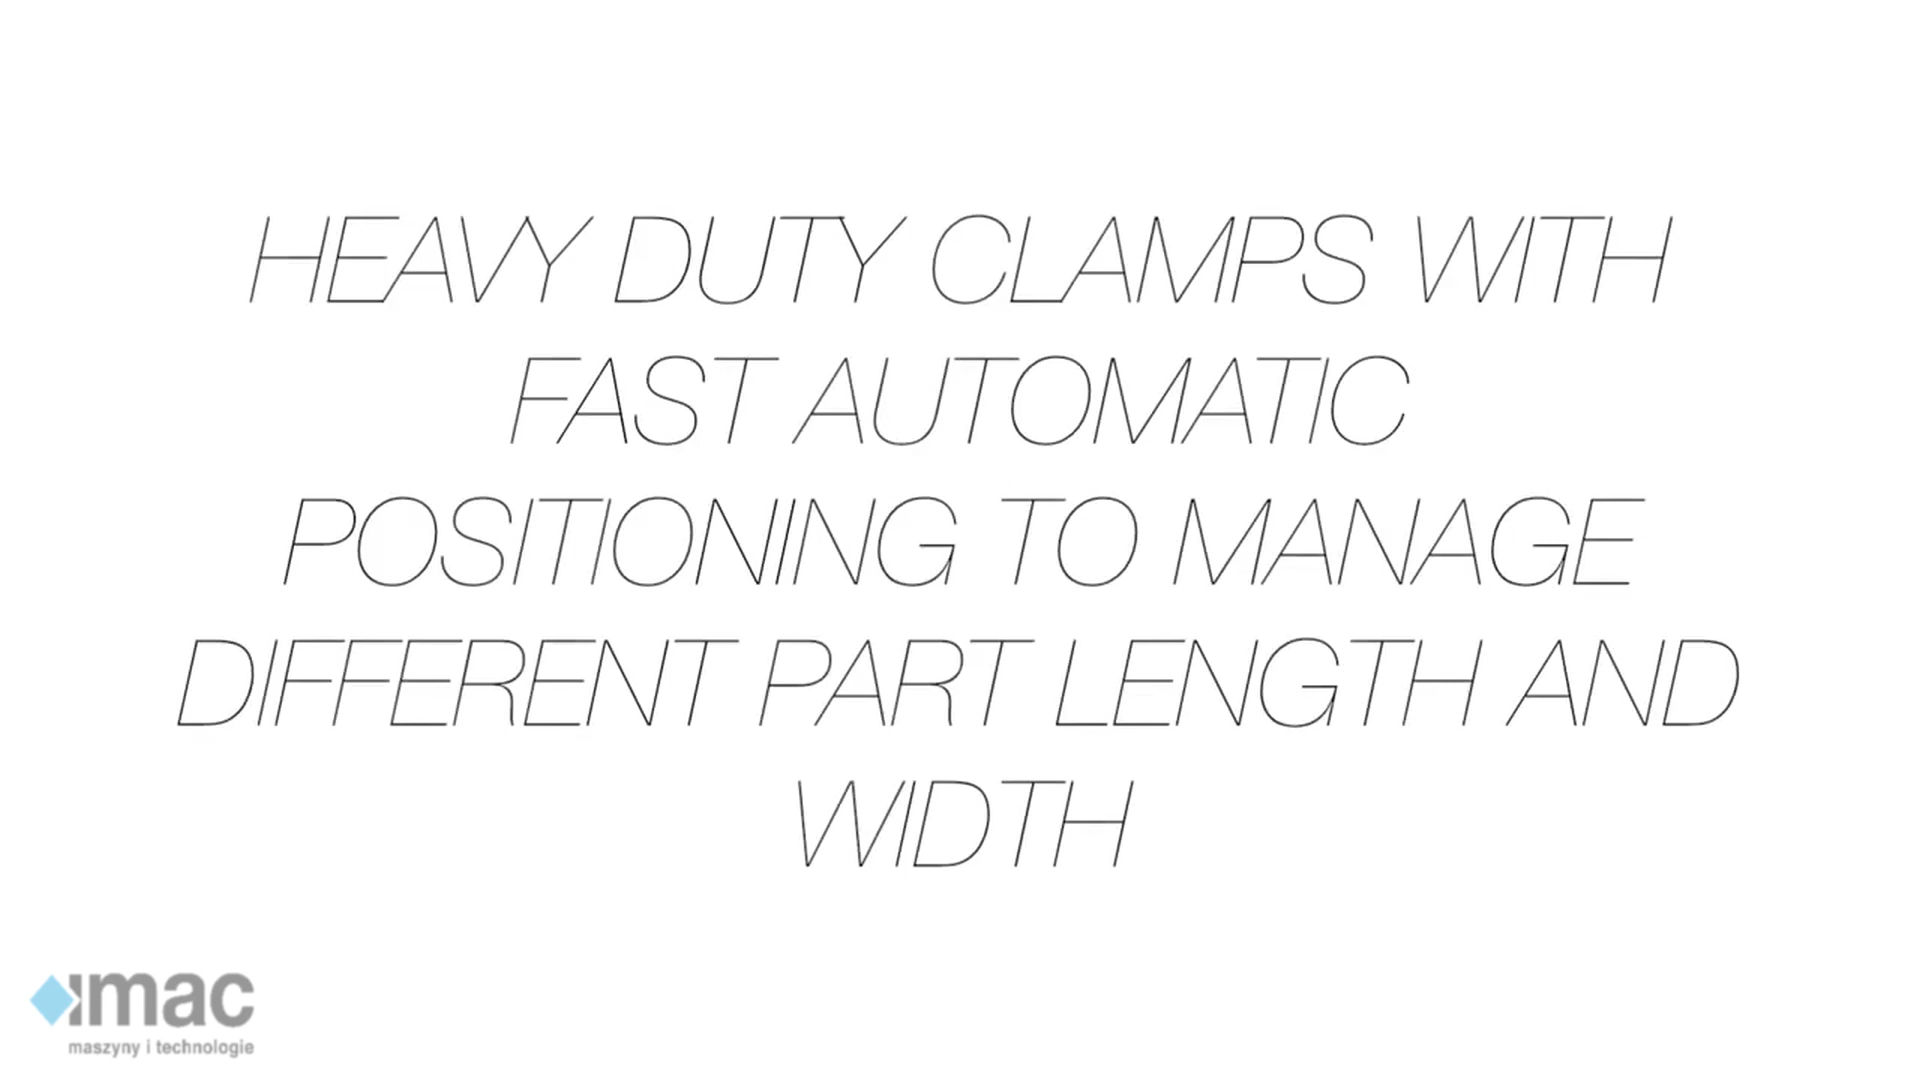 HEAVY DUTY CLAMPS WITH
FAST AUTOMATIC
POSITIONING TO MANAGE
DIFFERENT PART LENGTH AND
WIDTH
imac
maszyny i technologie